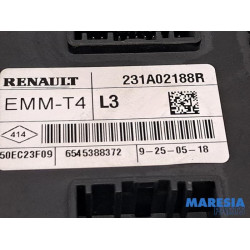 RENAULT 231A02188R
EMM-T4 L3
414
50EC23F09 6545388372 9-25-05-18
MARESIA